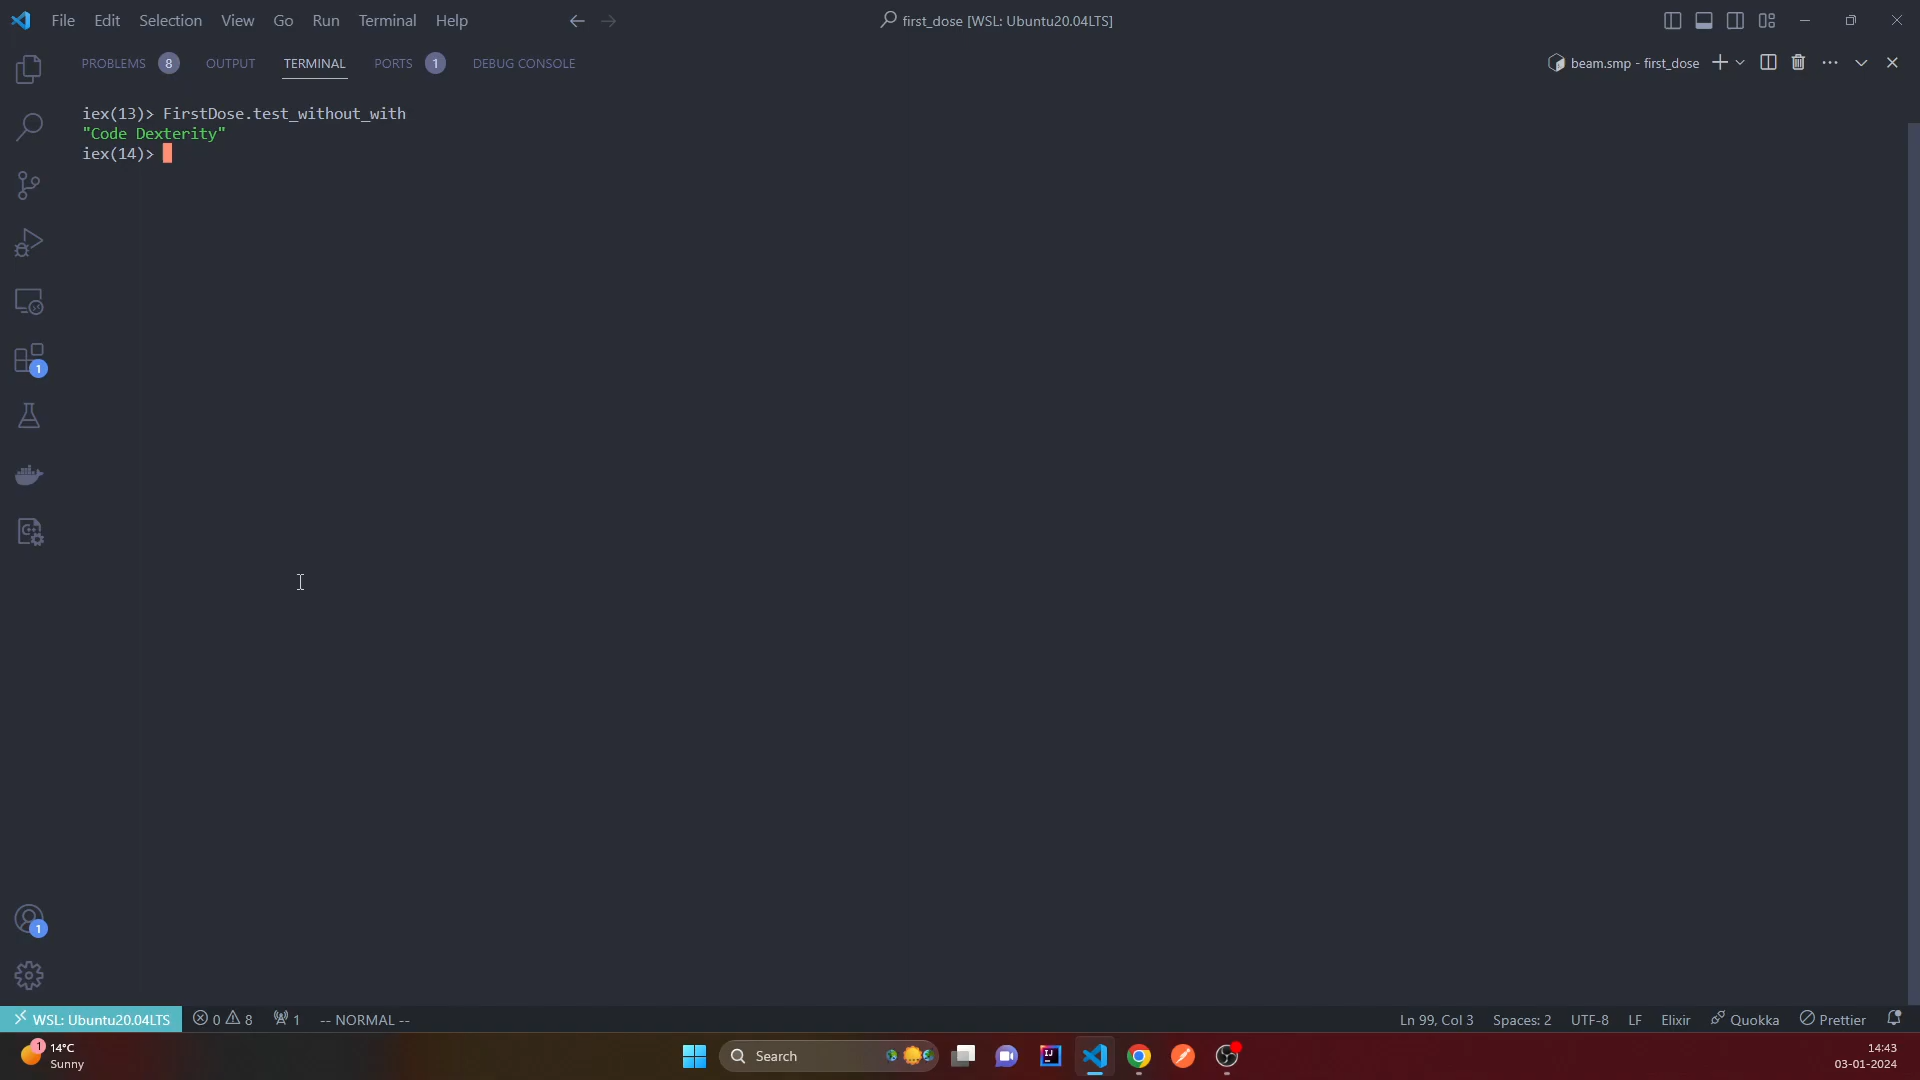 File Edit Selection View Go Run Terminal Help
first_dose [WSL: Ubuntu20.04LTS]
PROBLEMS 8 OUTPUT TERMINAL PORTS 1 DEBUG CONSOLE
beam.smp - first_dose
iex(13)> FirstDose.test_without_with
"Code Dexterity"
iex(14)>
1
1
WSL: Ubuntu20.04LTS 0 8 1 -- NORMAL --
Ln 99, Col 3 Spaces: 2 UTF-8 LF Elixir Quokka Prettier
1 14°C
Sunny
Search
14:43
03-01-2024